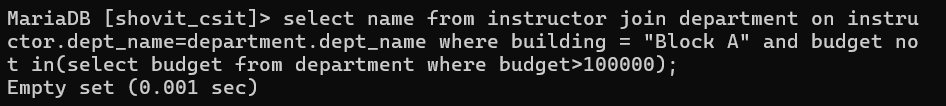 MariaDB [shovit_csit]> select name from instructor join department on instru
ctor.dept_name=department.dept_name where building = "Block A" and budget no
t in(select budget from department where budget>100000);
Empty set (0.001 sec)